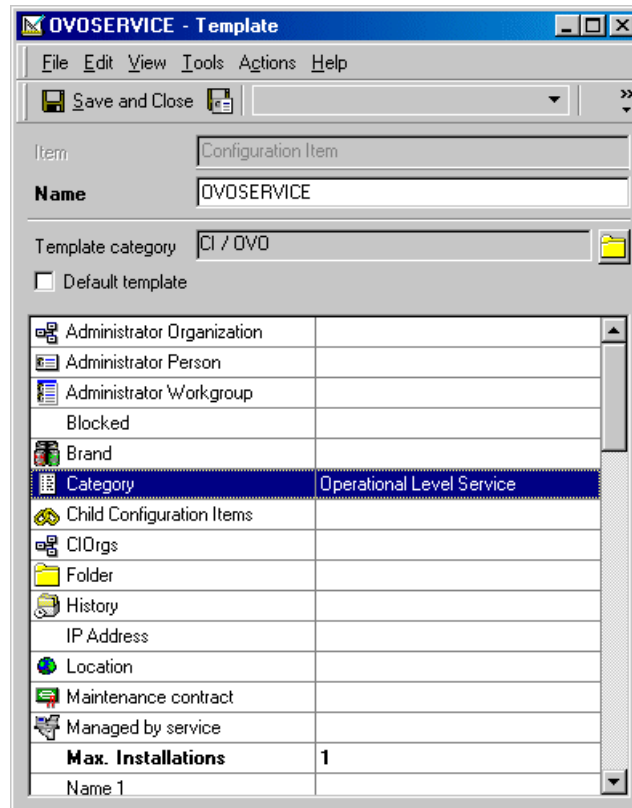 OVOSERVICE - Template
File Edit View Tools Actions Help
Save and Close
Item Configuration Item
Name OVOSERVICE
Template category CI / OVO
Default template
Administrator Organization
Administrator Person
Administrator Workgroup
Blocked
Brand
Category Operational Level Service
Child Configuration Items
CIOrgs
Folder
History
IP Address
Location
Maintenance contract
Managed by service
Max. Installations 1
Name 1